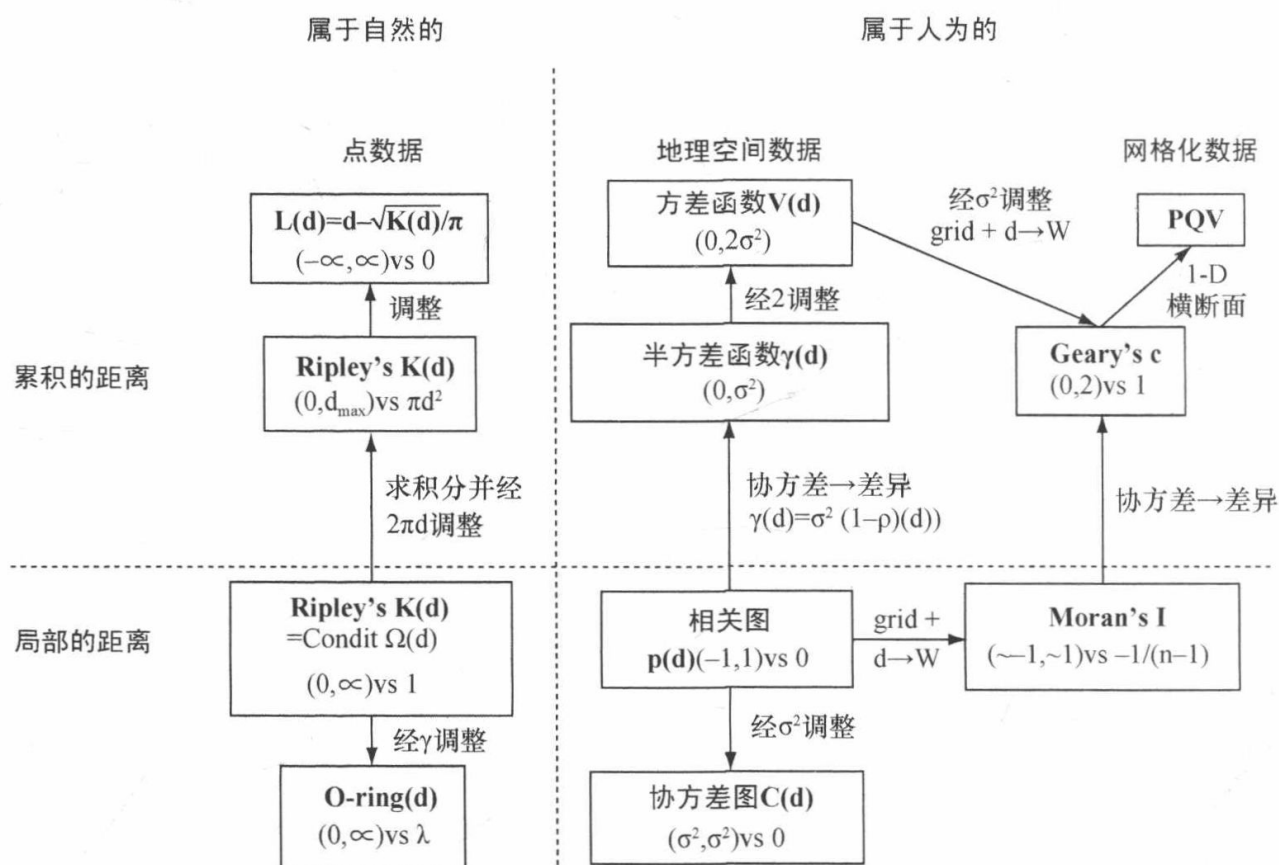 属于自然的
属于人为的
点数据
地理空间数据
网格化数据
L(d)=d–√K(d)/π
(–∝,∝)vs 0
方差函数V(d)
(0,2σ²)
经σ²调整
grid + d→W
PQV
调整
经2调整
1-D
横断面
累积的距离
Ripley's K(d)
(0,dmax)vs πd²
半方差函数γ(d)
(0,σ²)
Geary's c
(0,2)vs 1
求积分并经
2πd调整
协方差→差异
γ(d)=σ² (1–ρ)(d))
协方差→差异
局部的距离
Ripley's K(d)
=Condit Ω(d)
(0,∝)vs 1
相关图
p(d)(–1,1)vs 0
grid +
d→W
Moran's I
(~–1,~1)vs –1/(n–1)
经γ调整
经σ²调整
O-ring(d)
(0,∝)vs λ
协方差图C(d)
(σ²,σ²)vs 0